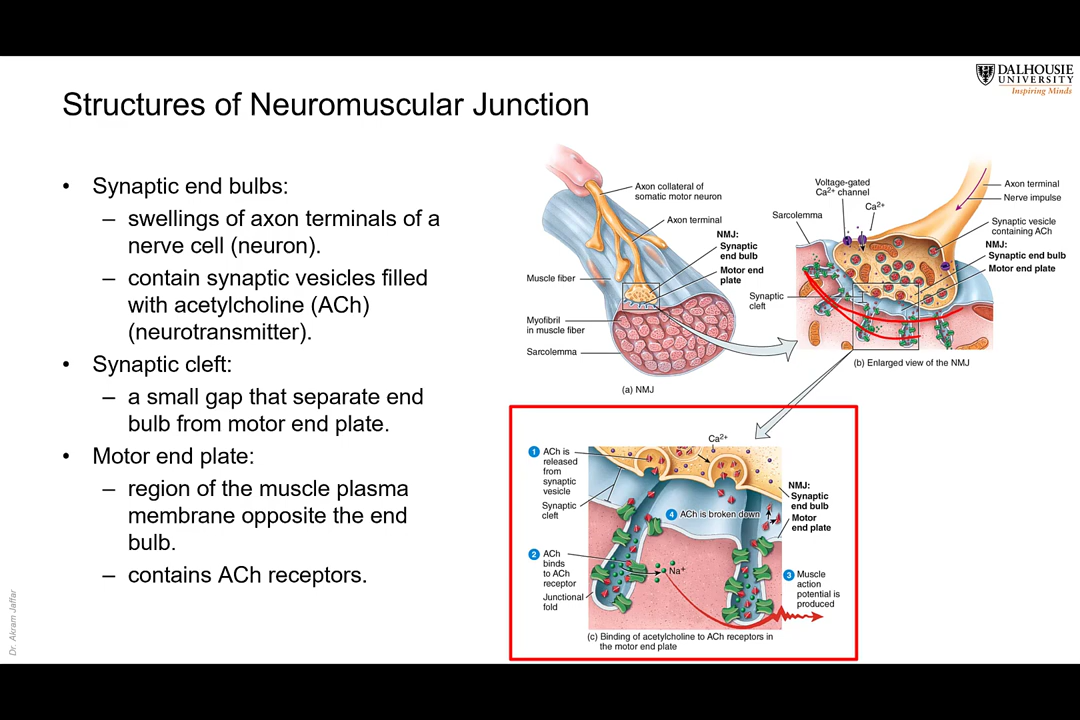 DALHOUSIE
UNIVERSITY
Inspiring Minds
Structures of Neuromuscular Junction
• Synaptic end bulbs:
– swellings of axon terminals of a
nerve cell (neuron).
– contain synaptic vesicles filled
with acetylcholine (ACh)
(neurotransmitter).
• Synaptic cleft:
– a small gap that separate end
bulb from motor end plate.
• Motor end plate:
– region of the muscle plasma
membrane opposite the end
bulb.
– contains ACh receptors.
Axon collateral of
somatic motor neuron
Axon terminal
NMJ:
Synaptic
end bulb
Motor end
plate
Muscle fiber
Myofibril
in muscle fiber
Sarcolemma
(a) NMJ
Voltage-gated
Ca2+ channel
Ca2+
Sarcolemma
Axon terminal
Nerve impulse
Synaptic vesicle
containing ACh
NMJ:
Synaptic end bulb
Motor end plate
Synaptic
cleft
(b) Enlarged view of the NMJ
Ca2+
1 ACh is
released
from
synaptic
vesicle
Synaptic
cleft
4 ACh is broken down
NMJ:
Synaptic
end bulb
Motor
end plate
2 ACh
binds
to ACh
receptor
Na+
Junctional
fold
3 Muscle
action
potential is
produced
(c) Binding of acetylcholine to ACh receptors in
the motor end plate
Dr. Akram Jaffar